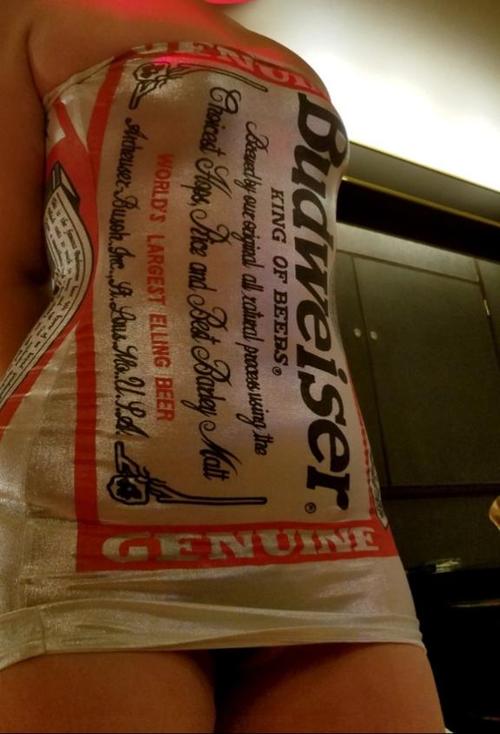 GENUIN
Budweiser®
KING OF BEERS®
Brewed by our original all natural process using the
Choicest Hops, Rice and Best Barley Malt
WORLD'S LARGEST ELLING BEER
Anheuser-Busch, Inc., St. Louis, Mo. U.S.A.
GENUINE